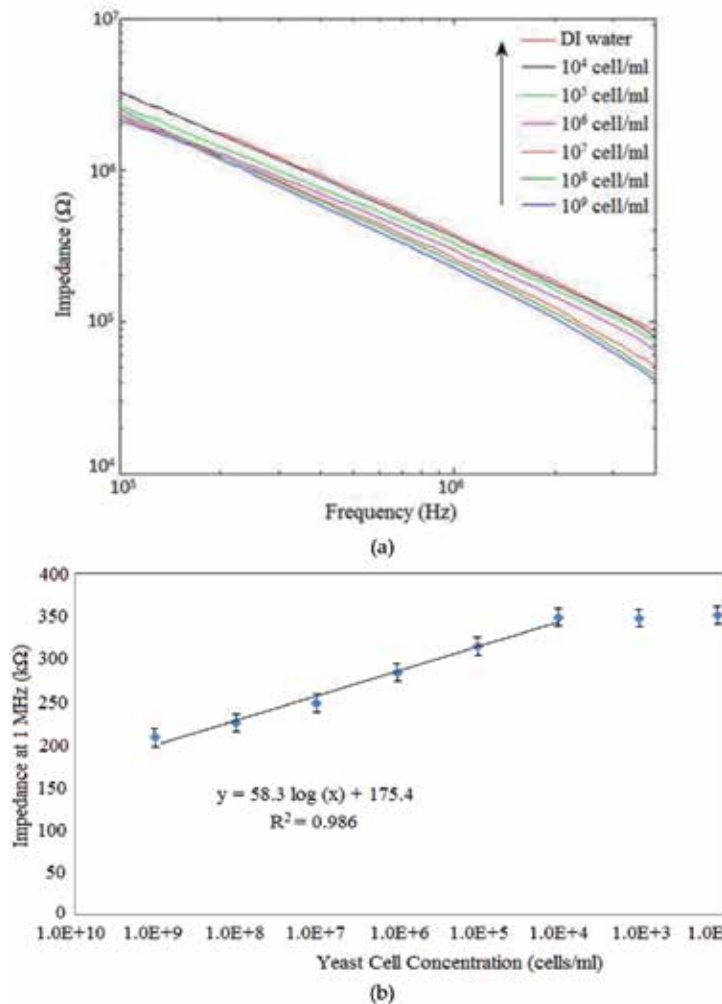 DI water
10⁴ cell/ml
10⁵ cell/ml
10⁶ cell/ml
10⁷ cell/ml
10⁸ cell/ml
10⁹ cell/ml
10⁷
10⁶
10⁵
10⁴
Impedance (Ω)
10⁵
10⁶
Frequency (Hz)
(a)
400
350
300
250
200
150
100
50
0
Impedance at 1 MHz (kΩ)
y = 58.3 log (x) + 175.4
R² = 0.986
1.0E+10 1.0E+9 1.0E+8 1.0E+7 1.0E+6 1.0E+5 1.0E+4 1.0E+3 1.0E
Yeast Cell Concentration (cells/ml)
(b)